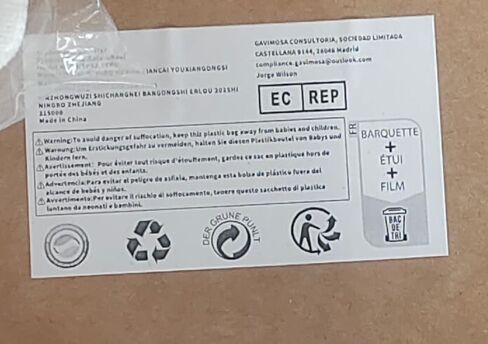 GAVIMOSA CONSULTORIA, SOCIEDAD LIMITADA
CASTELLANA 9144, 28046 Madrid
compliance.gavimosa@outlook.com
Jorge Wilson
EC REP
JIANCAI YOUXIANGONGSI
ZHONGWUZI SHICHANGNEI BANGONGSHI ERLOU 2015HI
NINGBO ZHEJIANG
315000
Made in China
Warning: To avoid danger of suffocation, keep this plastic bag away from babies and children.
Warnung: Um Erstickungsgefahr zu vermeiden, halten Sie diesen Plastikbeutel von Babys und
Kindern fern.
Avertissement: Pour éviter tout risque d'étouffement, gardez ce sac en plastique hors de
portée des bébés et des enfants.
Advertencia: Para evitar el peligro de asfixia, mantenga esta bolsa de plástico fuera del
alcance de bebés y niños.
Avvertimento: Per evitare il rischio di soffocamento, tenere questo sacchetto di plastica
lontano da neonati e bambini.
FR
BARQUETTE
+
ÉTUI
+
FILM
BAC
DE
TRI
DER GRÜNE PUNKT